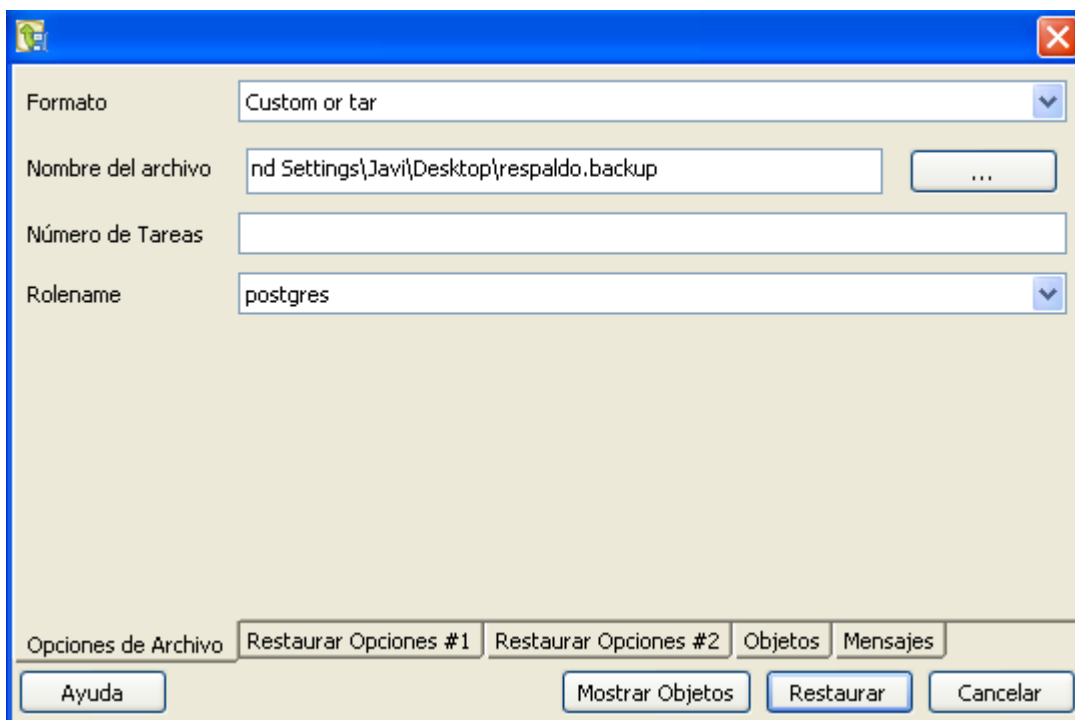 Formato Custom or tar
Nombre del archivo nd Settings\Javi\Desktop\respaldo.backup ...
Número de Tareas
Rolename postgres
Opciones de Archivo Restaurar Opciones #1 Restaurar Opciones #2 Objetos Mensajes
Ayuda Mostrar Objetos Restaurar Cancelar